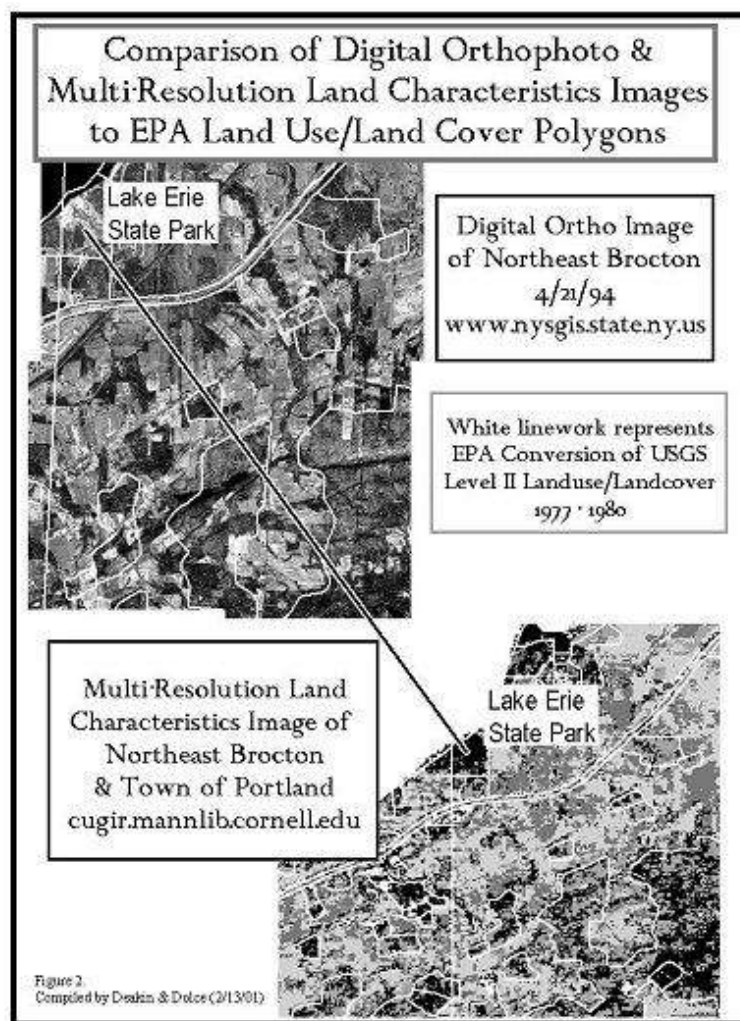 Comparison of Digital Orthophoto &
Multi-Resolution Land Characteristics Images
to EPA Land Use/Land Cover Polygons
Lake Erie
State Park
Digital Ortho Image
of Northeast Brocton
4/21/94
www.nysgis.state.ny.us
White linework represents
EPA Conversion of USGS
Level II Landuse/Landcover
1977 - 1980
Multi-Resolution Land
Characteristics Image of
Northeast Brocton
& Town of Portland
cugir.mannlib.cornell.edu
Lake Erie
State Park
Figure 2.
Compiled by Deakin & Dolce (2/13/01)